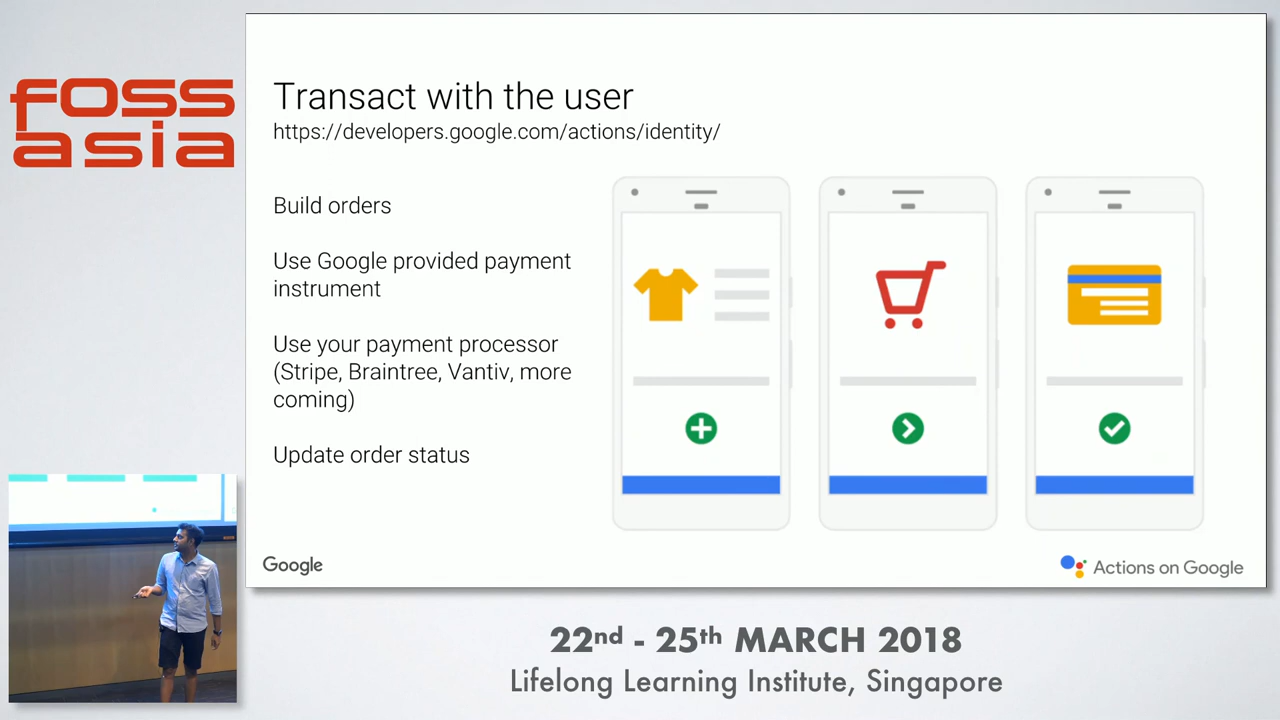 foss
asia
Transact with the user
https://developers.google.com/actions/identity/
Build orders
Use Google provided payment
instrument
Use your payment processor
(Stripe, Braintree, Vantiv, more
coming)
Update order status
Google
Actions on Google
22nd - 25th MARCH 2018
Lifelong Learning Institute, Singapore